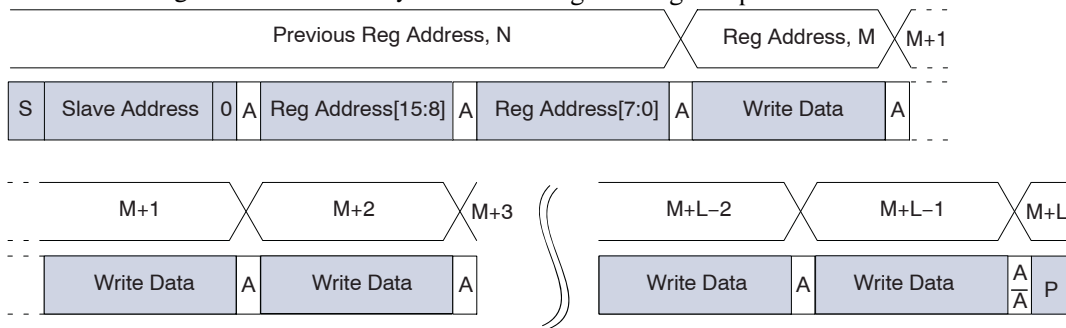 Previous Reg Address, N Reg Address, M M+1
S Slave Address 0 A Reg Address[15:8] A Reg Address[7:0] A Write Data A
M+1 M+2 M+3 M+L−2 M+L−1 M+L
Write Data A Write Data A Write Data A Write Data A A P